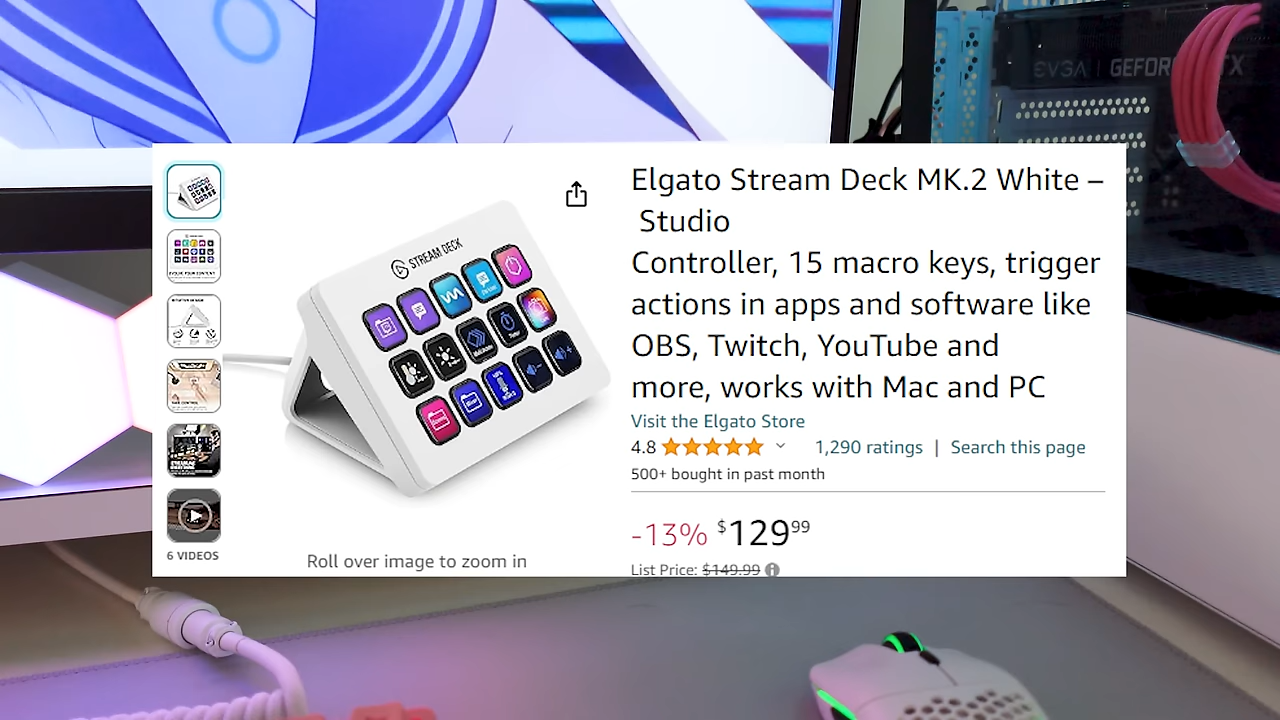 EVGA | GEFORCE RTX
Elgato Stream Deck MK.2 White –
Studio
Controller, 15 macro keys, trigger
actions in apps and software like
OBS, Twitch, YouTube and
more, works with Mac and PC
Visit the Elgato Store
4.8
1,290 ratings | Search this page
500+ bought in past month
-13% $129.99
List Price: $149.99
STREAM DECK
6 VIDEOS
Roll over image to zoom in